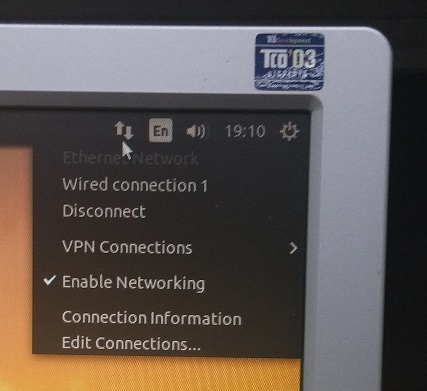 En 19:10
Ethernet Network
Wired connection 1
Disconnect
VPN Connections
Enable Networking
Connection Information
Edit Connections...
TCO'03